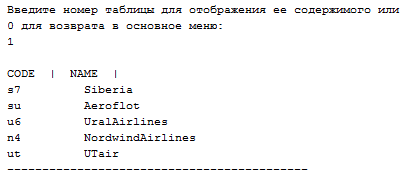 Введите номер таблицы для отображения ее содержимого или
0 для возврата в основное меню:
1
CODE | NAME |
s7 Siberia
su Aeroflot
u6 UralAirlines
n4 NordwindAirlines
ut UTair
-------------------------------------------